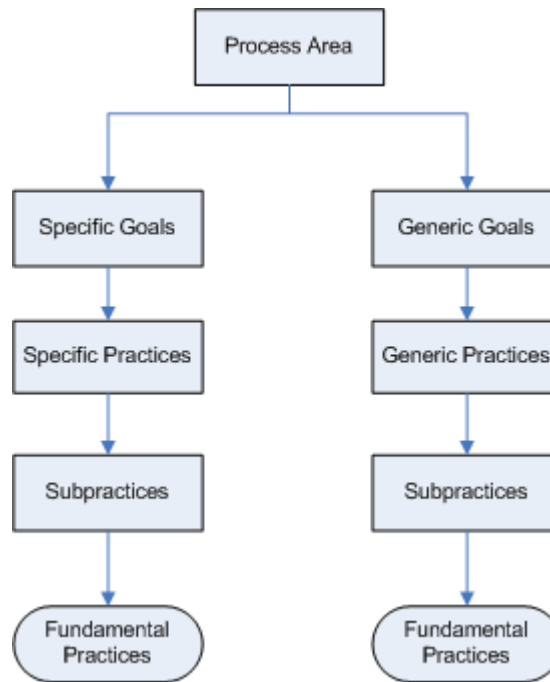 Process Area
Specific Goals
Generic Goals
Specific Practices
Generic Practices
Subpractices
Subpractices
Fundamental
Practices
Fundamental
Practices